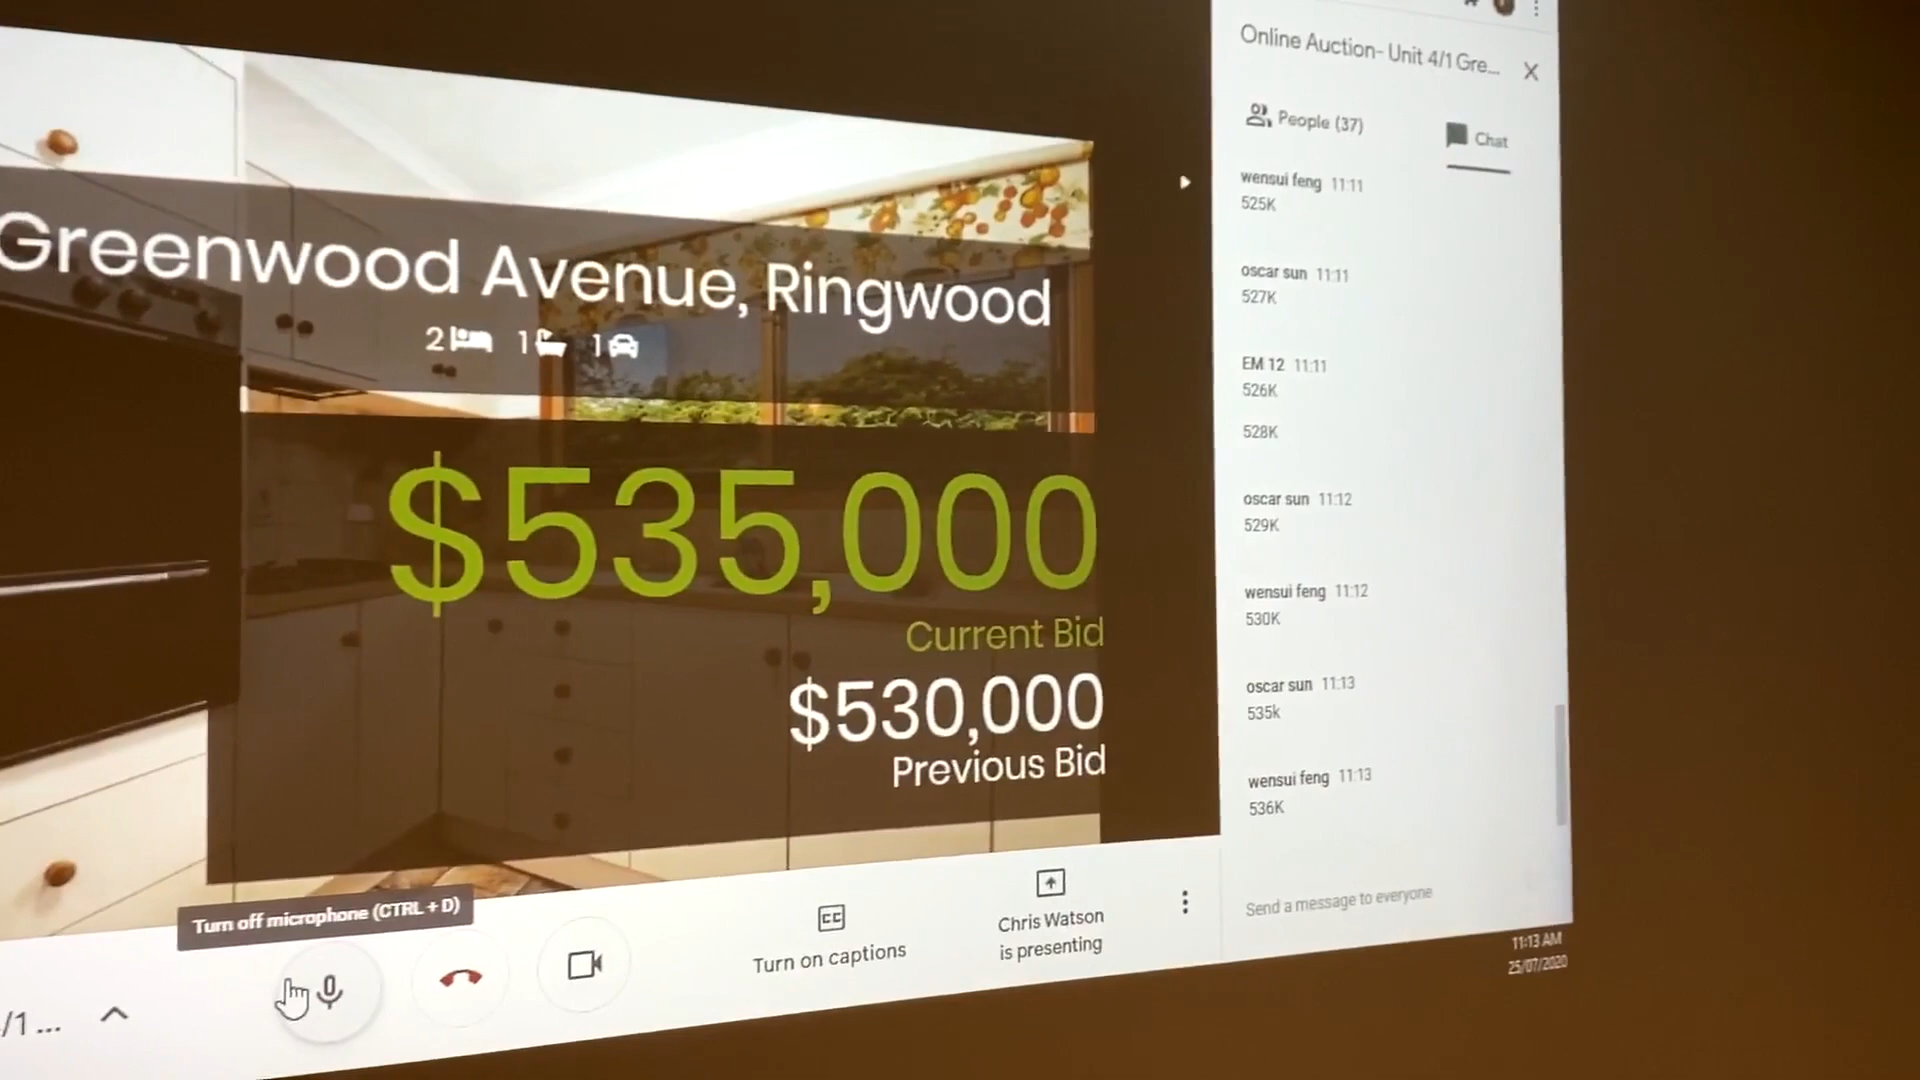 Greenwood Avenue, Ringwood
2 1 1
$535,000
Current Bid
$530,000
Previous Bid
Turn off microphone (CTRL + D)
/1 ...
Turn on captions
Chris Watson
is presenting
Online Auction- Unit 4/1 Gre...
People (37)
Chat
wensui feng 11:11
525K
oscar sun 11:11
527K
EM 12 11:11
526K
528K
oscar sun 11:12
529K
wensui feng 11:12
530K
oscar sun 11:13
535k
wensui feng 11:13
536K
Send a message to everyone
11:13 AM
25/07/2020